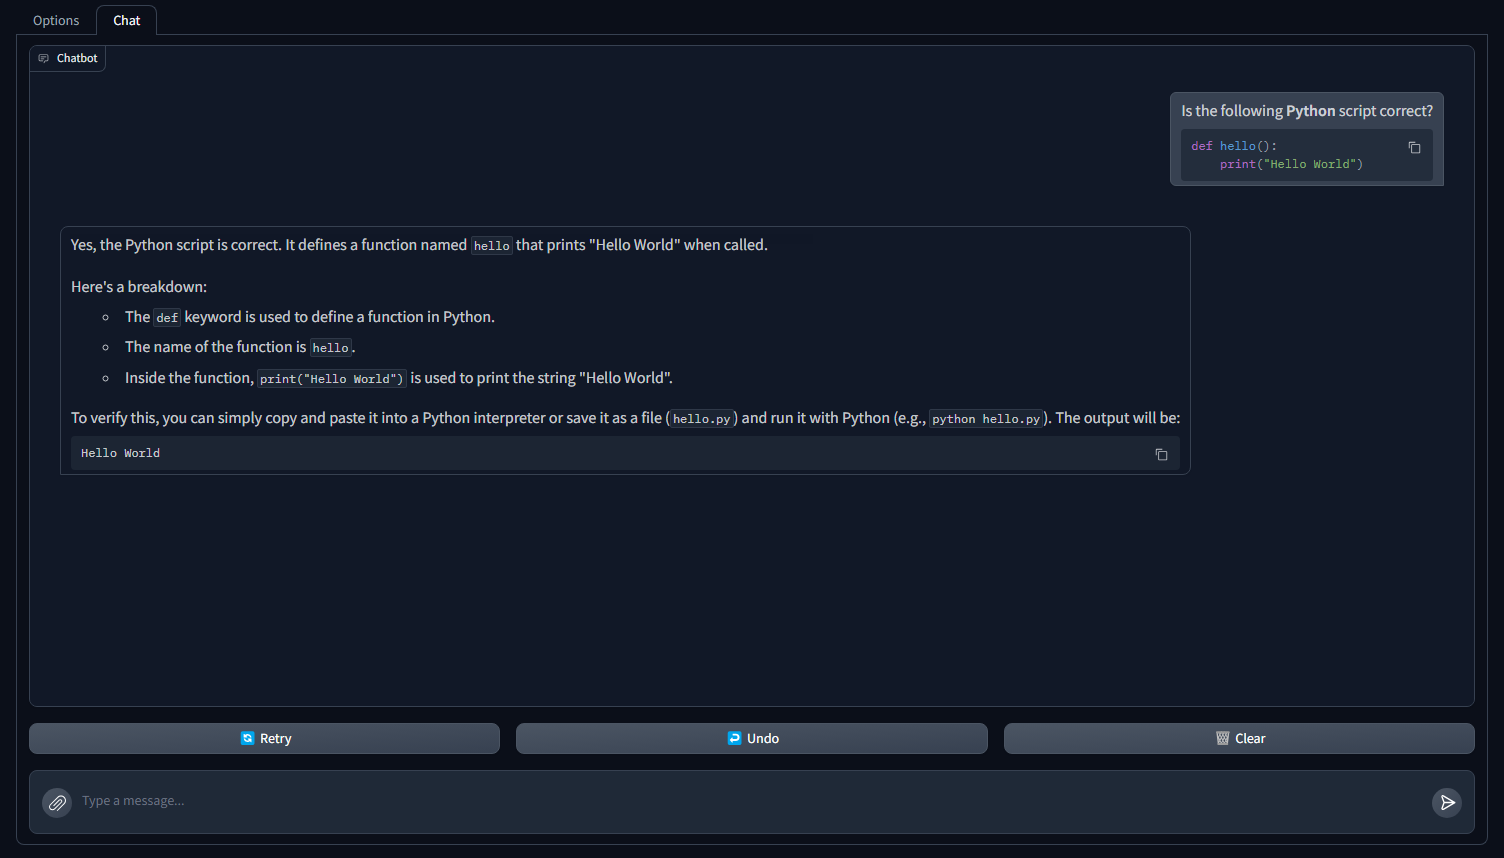 Options
Chat
Chatbot
Is the following Python script correct?
def hello():
    print("Hello World")
Yes, the Python script is correct. It defines a function named hello that prints "Hello World" when called.
Here's a breakdown:
The def keyword is used to define a function in Python.
The name of the function is hello.
Inside the function, print("Hello World") is used to print the string "Hello World".
To verify this, you can simply copy and paste it into a Python interpreter or save it as a file (hello.py) and run it with Python (e.g., python hello.py). The output will be:
Hello World
Retry
Undo
Clear
Type a message...